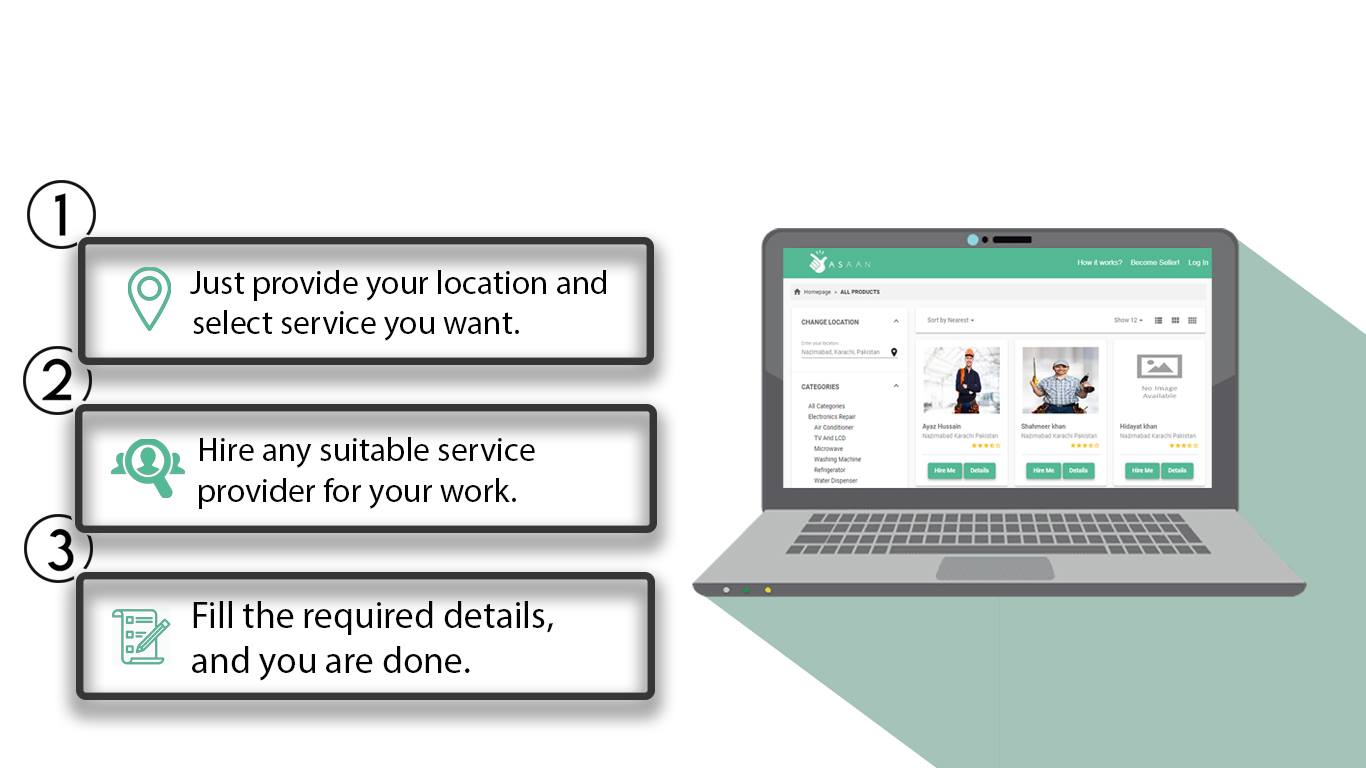 1
Just provide your location and
select service you want.
2
Hire any suitable service
provider for your work.
3
Fill the required details,
and you are done.
ASAAN
How it works? Become Seller! Log In
Homepage » ALL PRODUCTS
CHANGE LOCATION
Enter your location...
Nazimabad, Karachi, Pakistan
CATEGORIES
All Categories
Electronics Repair
Air Conditioner
TV And LCD
Microwave
Washing Machine
Refrigerator
Water Dispenser
Sort by Nearest Show 12
Ayaz Hussain
Nazimabad Karachi Pakistan
Hire Me Details
Shahmeer khan
Nazimabad Karachi Pakistan
Hire Me Details
No Image
Available
Hidayat khan
Nazimabad Karachi Pakistan
Hire Me Details